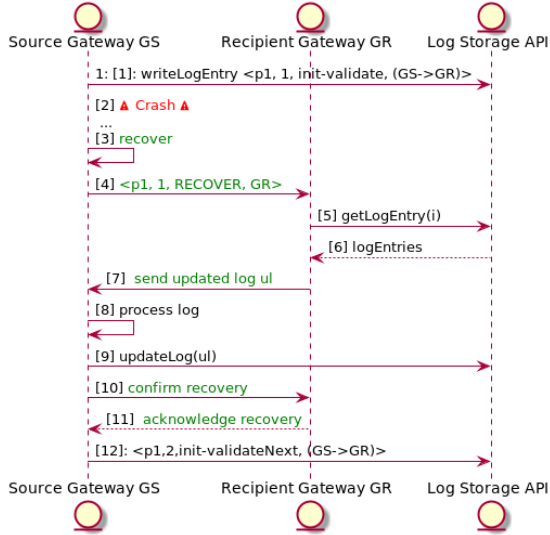 Source Gateway GS Recipient Gateway GR Log Storage API
1: [1]: writeLogEntry <p1, 1, init-validate, (GS->GR)>
[2] ⚠ Crash ⚠
...
[3] recover
[4] <p1, 1, RECOVER, GR>
[5] getLogEntry(i)
[6] logEntries
[7] send updated log ul
[8] process log
[9] updateLog(ul)
[10] confirm recovery
[11] acknowledge recovery
[12]: <p1,2,init-validateNext, (GS->GR)>
Source Gateway GS Recipient Gateway GR Log Storage API